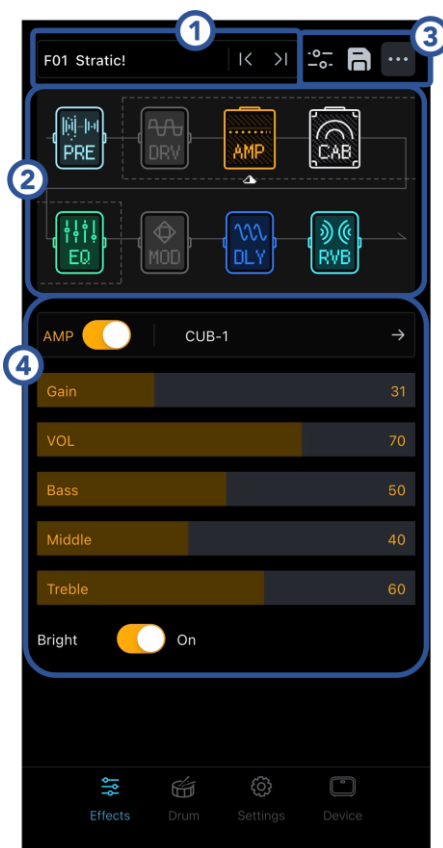 1
3
F01 Stratic!
2
PRE
DRV
AMP
CAB
EQ
MOD
DLY
RVB
4
AMP
CUB-1
Gain 31
VOL 70
Bass 50
Middle 40
Treble 60
Bright On
Effects Drum Settings Device